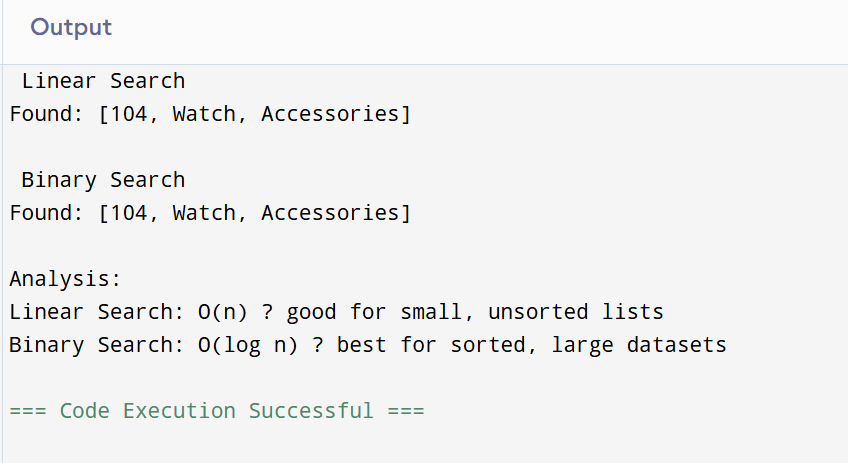 Output
Linear Search
Found: [104, Watch, Accessories]
Binary Search
Found: [104, Watch, Accessories]
Analysis:
Linear Search: O(n) ? good for small, unsorted lists
Binary Search: O(log n) ? best for sorted, large datasets
=== Code Execution Successful ===